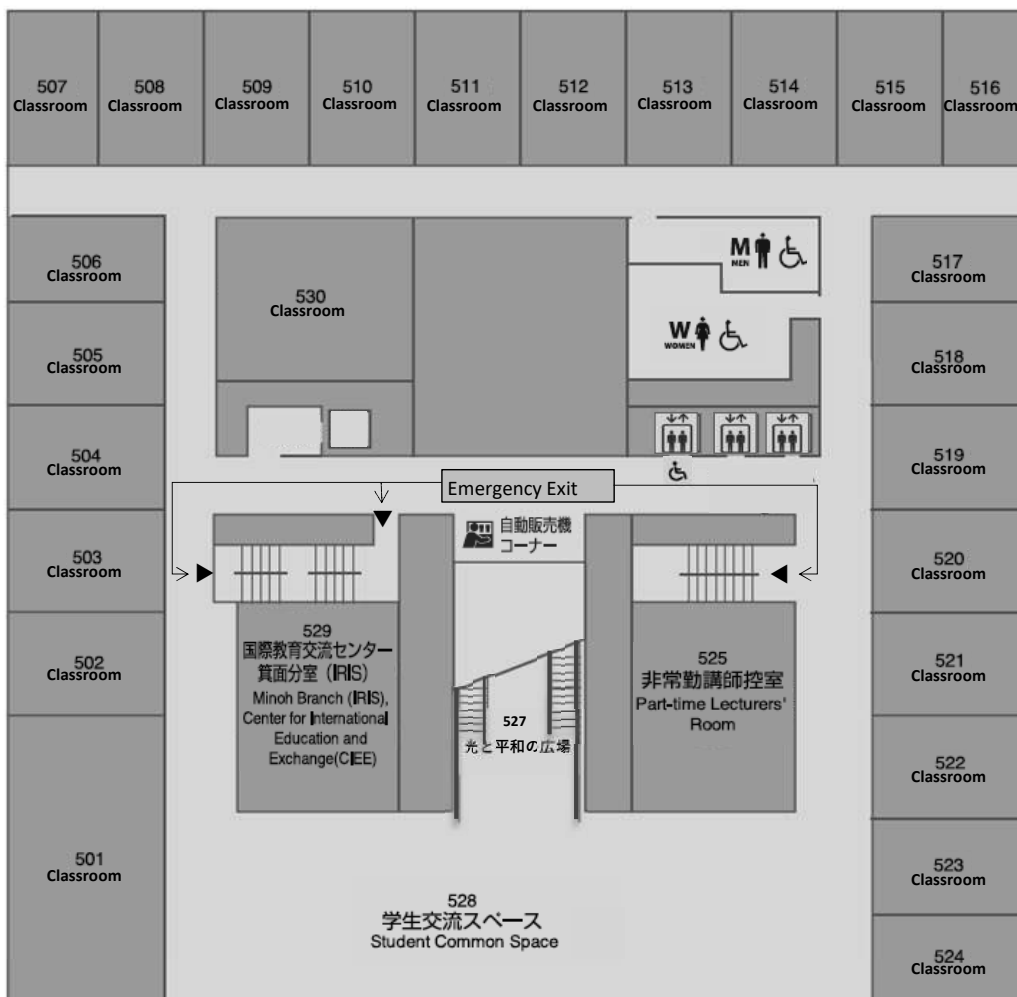 507
Classroom
508
Classroom
509
Classroom
510
Classroom
511
Classroom
512
Classroom
513
Classroom
514
Classroom
515
Classroom
516
Classroom
506
Classroom
530
Classroom
M
MEN
517
Classroom
505
Classroom
W
WOMEN
518
Classroom
504
Classroom
519
Classroom
Emergency Exit
503
Classroom
自動販売機
コーナー
520
Classroom
502
Classroom
529
国際教育交流センター
箕面分室（IRIS）
Minoh Branch (IRIS),
Center for International
Education and
Exchange(CIEE)
527
光と平和の広場
525
非常勤講師控室
Part-time Lecturers'
Room
521
Classroom
522
Classroom
501
Classroom
523
Classroom
528
学生交流スペース
Student Common Space
524
Classroom